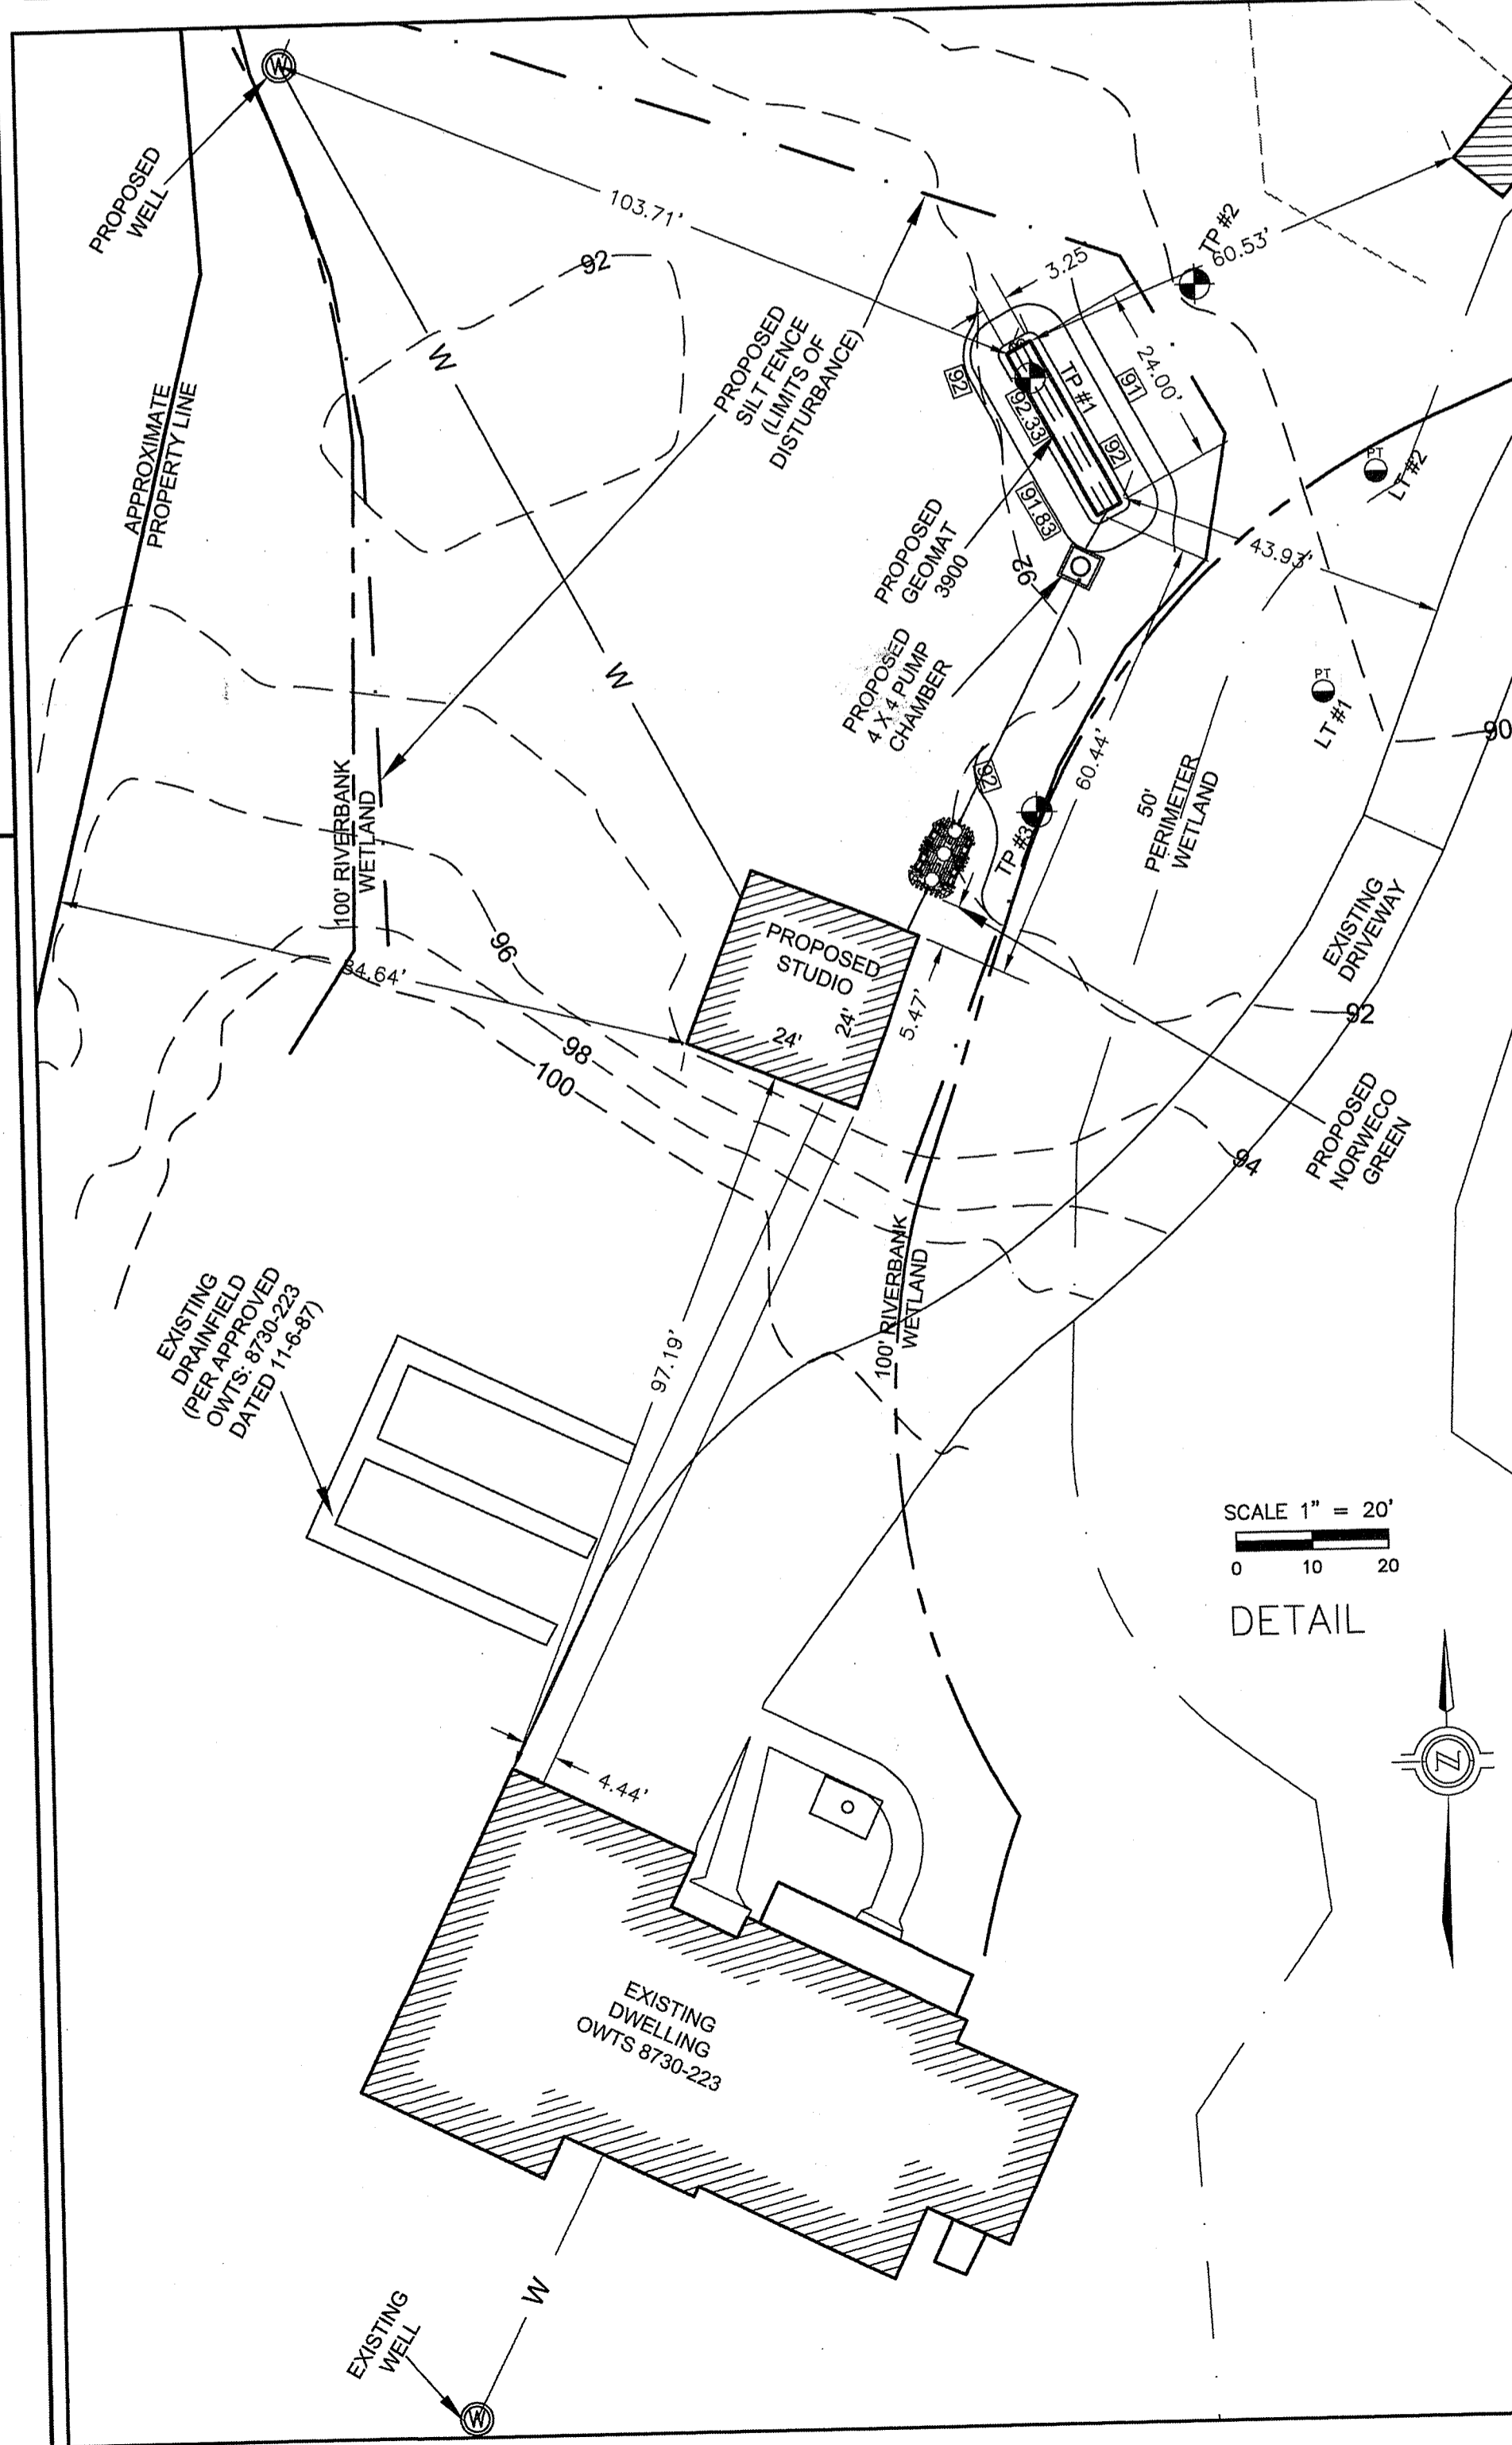 W
PROPOSED
WELL
103.71'
TP #2
60.53'
3.25
92
W
PROPOSED
SILT FENCE
(LIMITS OF
DISTURBANCE)
APPROXIMATE
PROPERTY LINE
24.00'
TP #1
91
92
92.33
92
91.83
PT
LT #2
PROPOSED
GEOMAT
3900
92
43.93'
W
PROPOSED
4 X 4 PUMP
CHAMBER
PT
LT #1
90
92
60.44'
50'
PERIMETER
WETLAND
100' RIVERBANK
WETLAND
TP #3
96
PROPOSED
STUDIO
24'
24'
EXISTING
DRIVEWAY
84.64'
5.47'
92
98
100
PROPOSED
NORWECO
GREEN
94
100' RIVERBANK
WETLAND
EXISTING
DRAINFIELD
(PER APPROVED
OWTS: 8730-223
DATED 11-6-87)
97.19'
SCALE 1" = 20'
0 10 20
DETAIL
N
4.44'
EXISTING
DWELLING
OWTS 8730-223
W
EXISTING
WELL
W